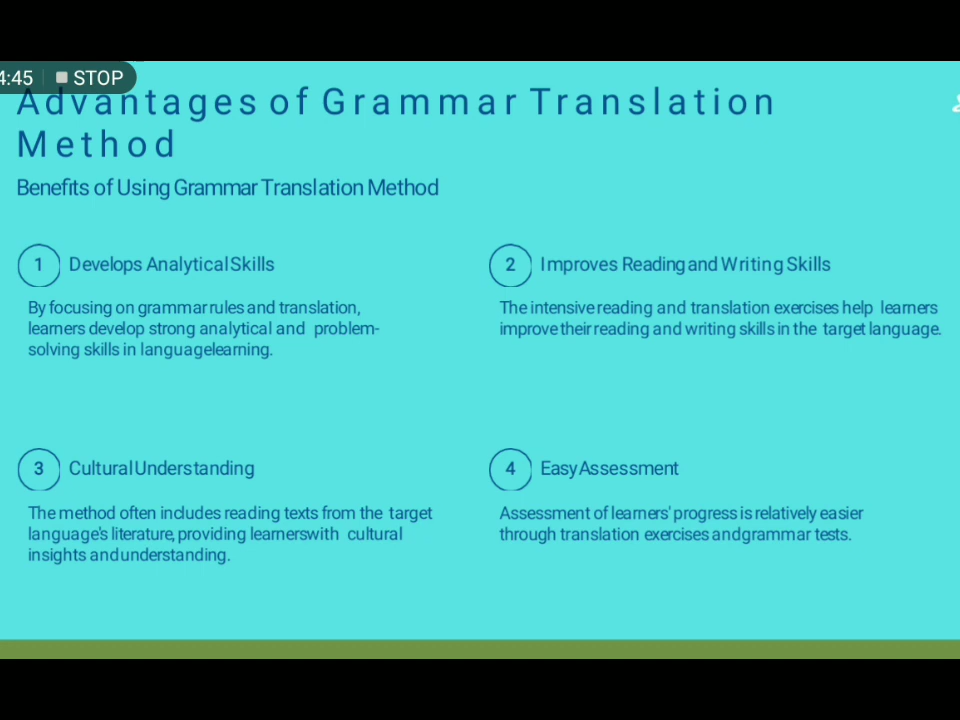 4:45 STOP
Advantages of Grammar Translation
Method
Benefits of Using Grammar Translation Method
1 Develops Analytical Skills
By focusing on grammar rules and translation,
learners develop strong analytical and problem-
solving skills in languagelearning.
2 Improves Reading and Writing Skills
The intensive reading and translation exercises help learners
improve their reading and writing skills in the target language.
3 Cultural Understanding
The method often includes reading texts from the target
language's literature, providing learnerswith cultural
insights andunderstanding.
4 Easy Assessment
Assessment of learners' progress is relatively easier
through translation exercises andgrammar tests.